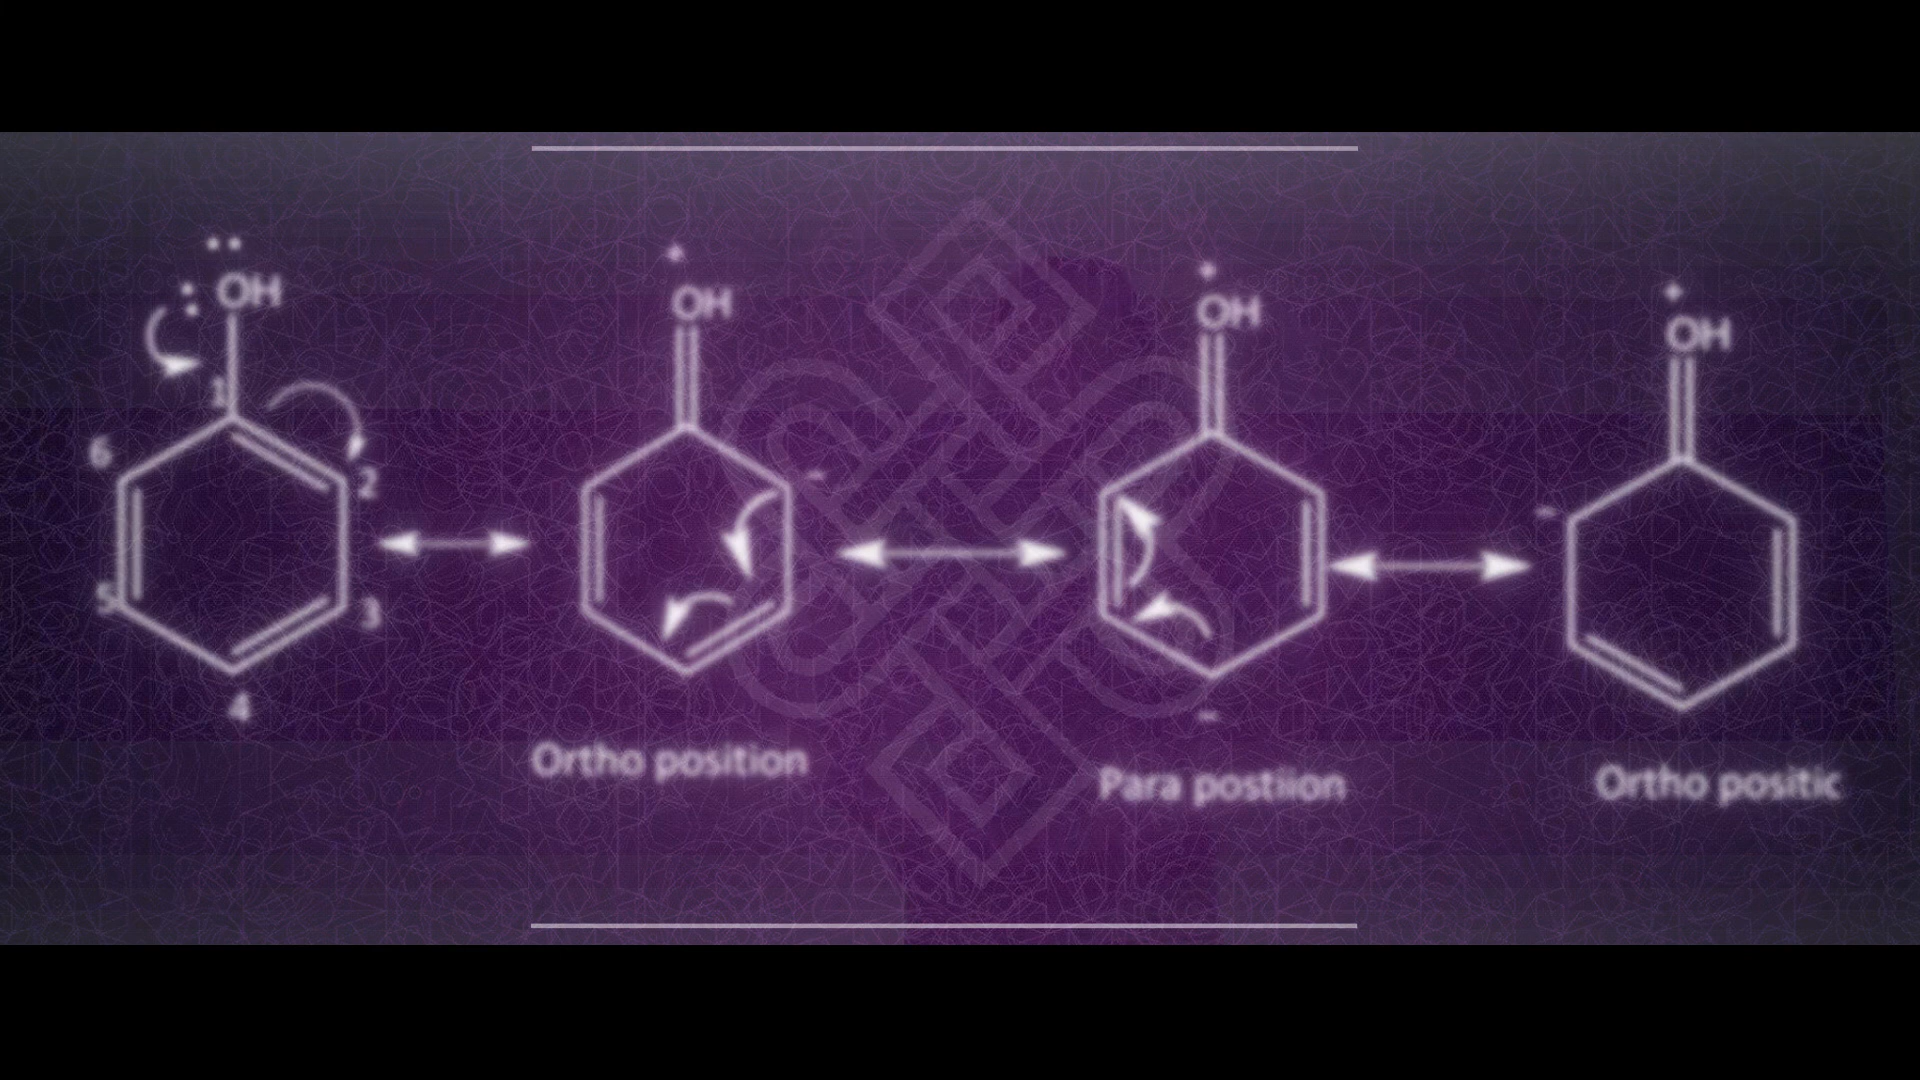 OH
1
6
2
5
3
4
+
OH
-
Ortho position
+
OH
-
Para postiion
+
OH
-
Ortho positic